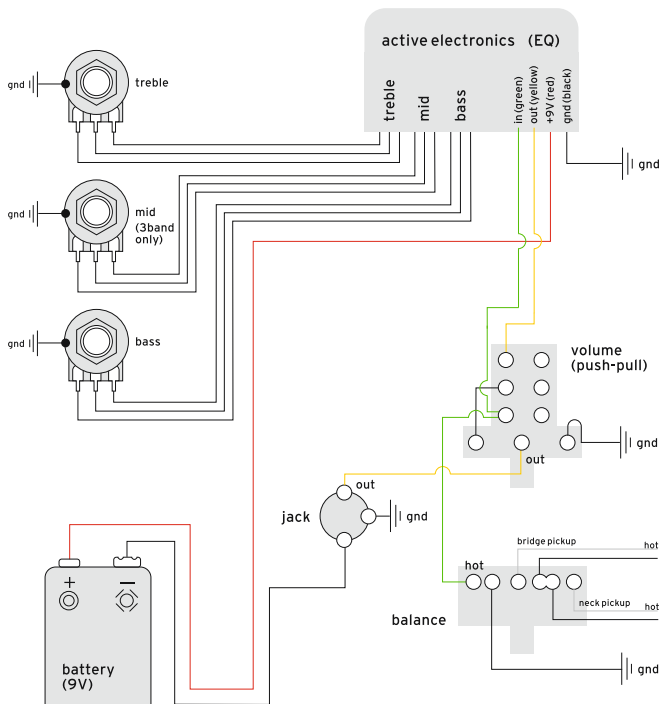 active electronics (EQ)
treble
mid
bass
in (green)
out (yellow)
+9V (red)
gnd (black)
gnd
gnd
treble
gnd
mid
(3band
only)
gnd
bass
volume
(push-pull)
gnd
out
out
jack
gnd
bridge pickup
hot
hot
neck pickup
hot
balance
gnd
+
−
battery
(9V)